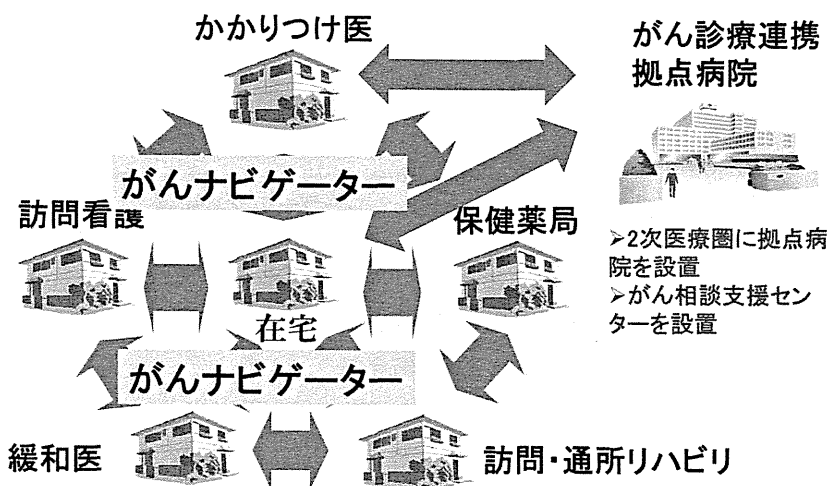 かかりつけ医
がん診療連携
拠点病院
がんナビゲーター
訪問看護
保健薬局
➢2次医療圏に拠点病
院を設置
➢がん相談支援セン
ターを設置
在宅
がんナビゲーター
緩和医
訪問・通所リハビリ